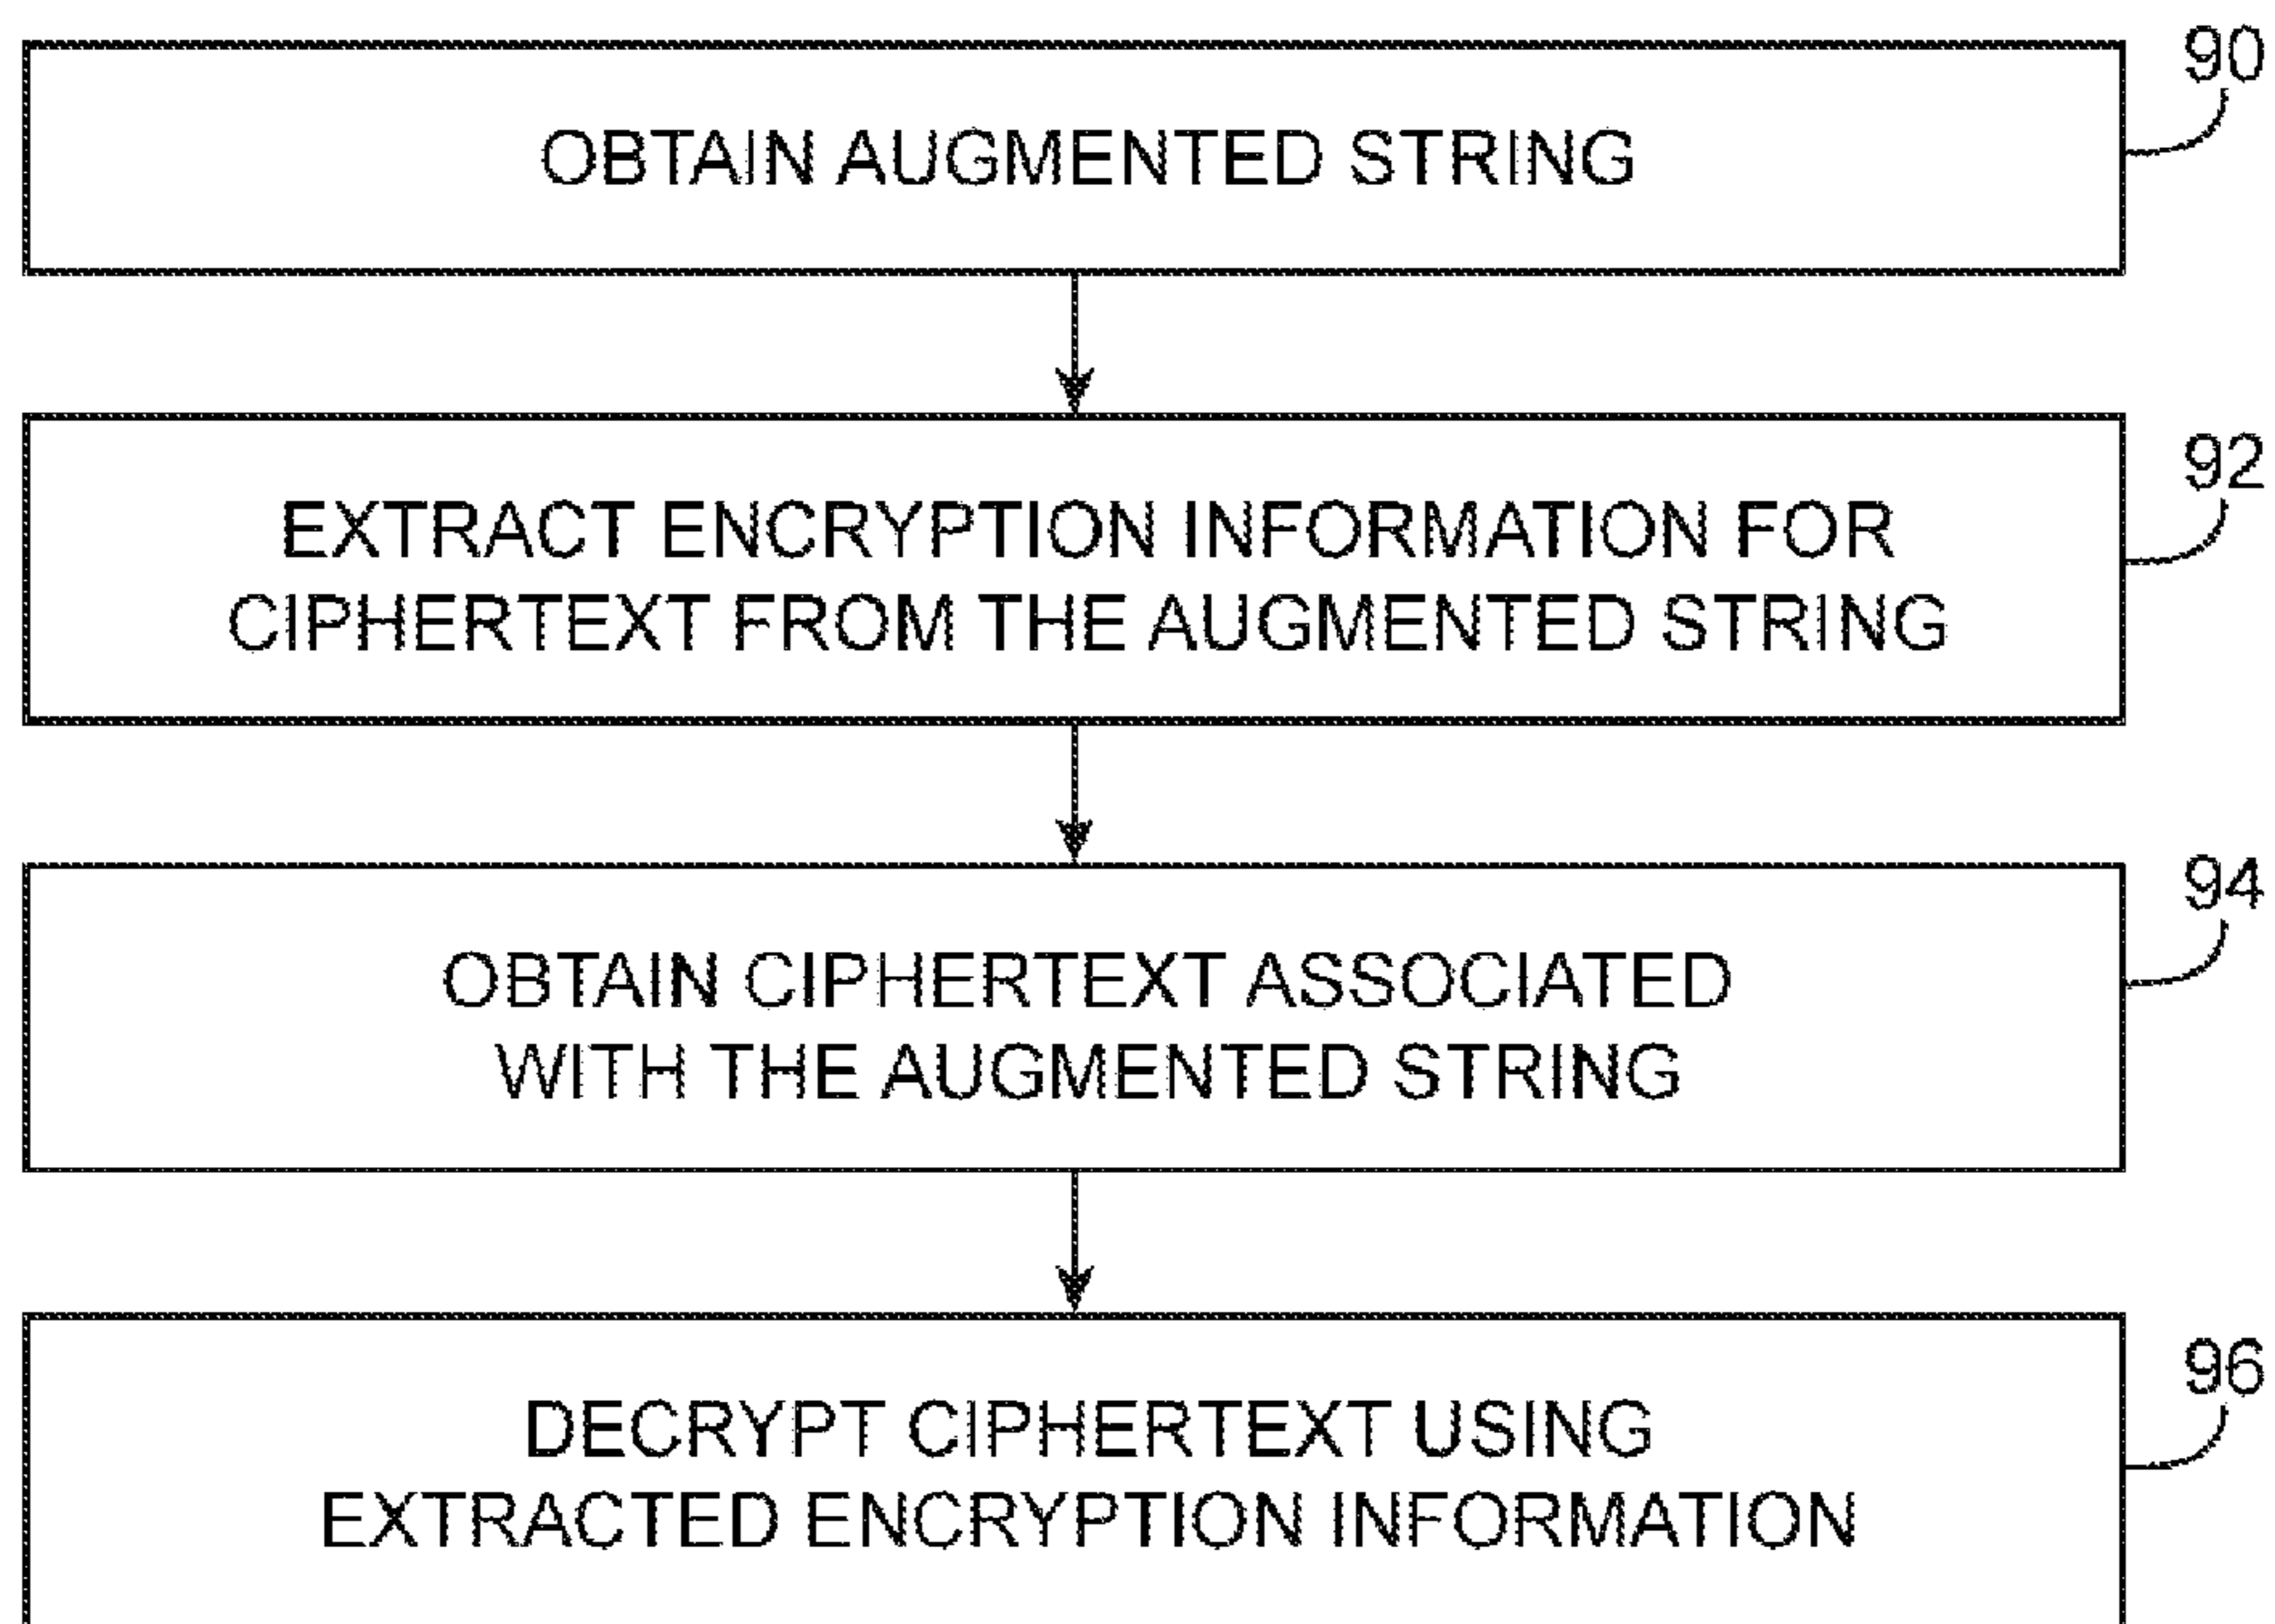 90
OBTAIN AUGMENTED STRING
92
EXTRACT ENCRYPTION INFORMATION FOR
CIPHERTEXT FROM THE AUGMENTED STRING
94
OBTAIN CIPHERTEXT ASSOCIATED
WITH THE AUGMENTED STRING
96
DECRYPT CIPHERTEXT USING
EXTRACTED ENCRYPTION INFORMATION